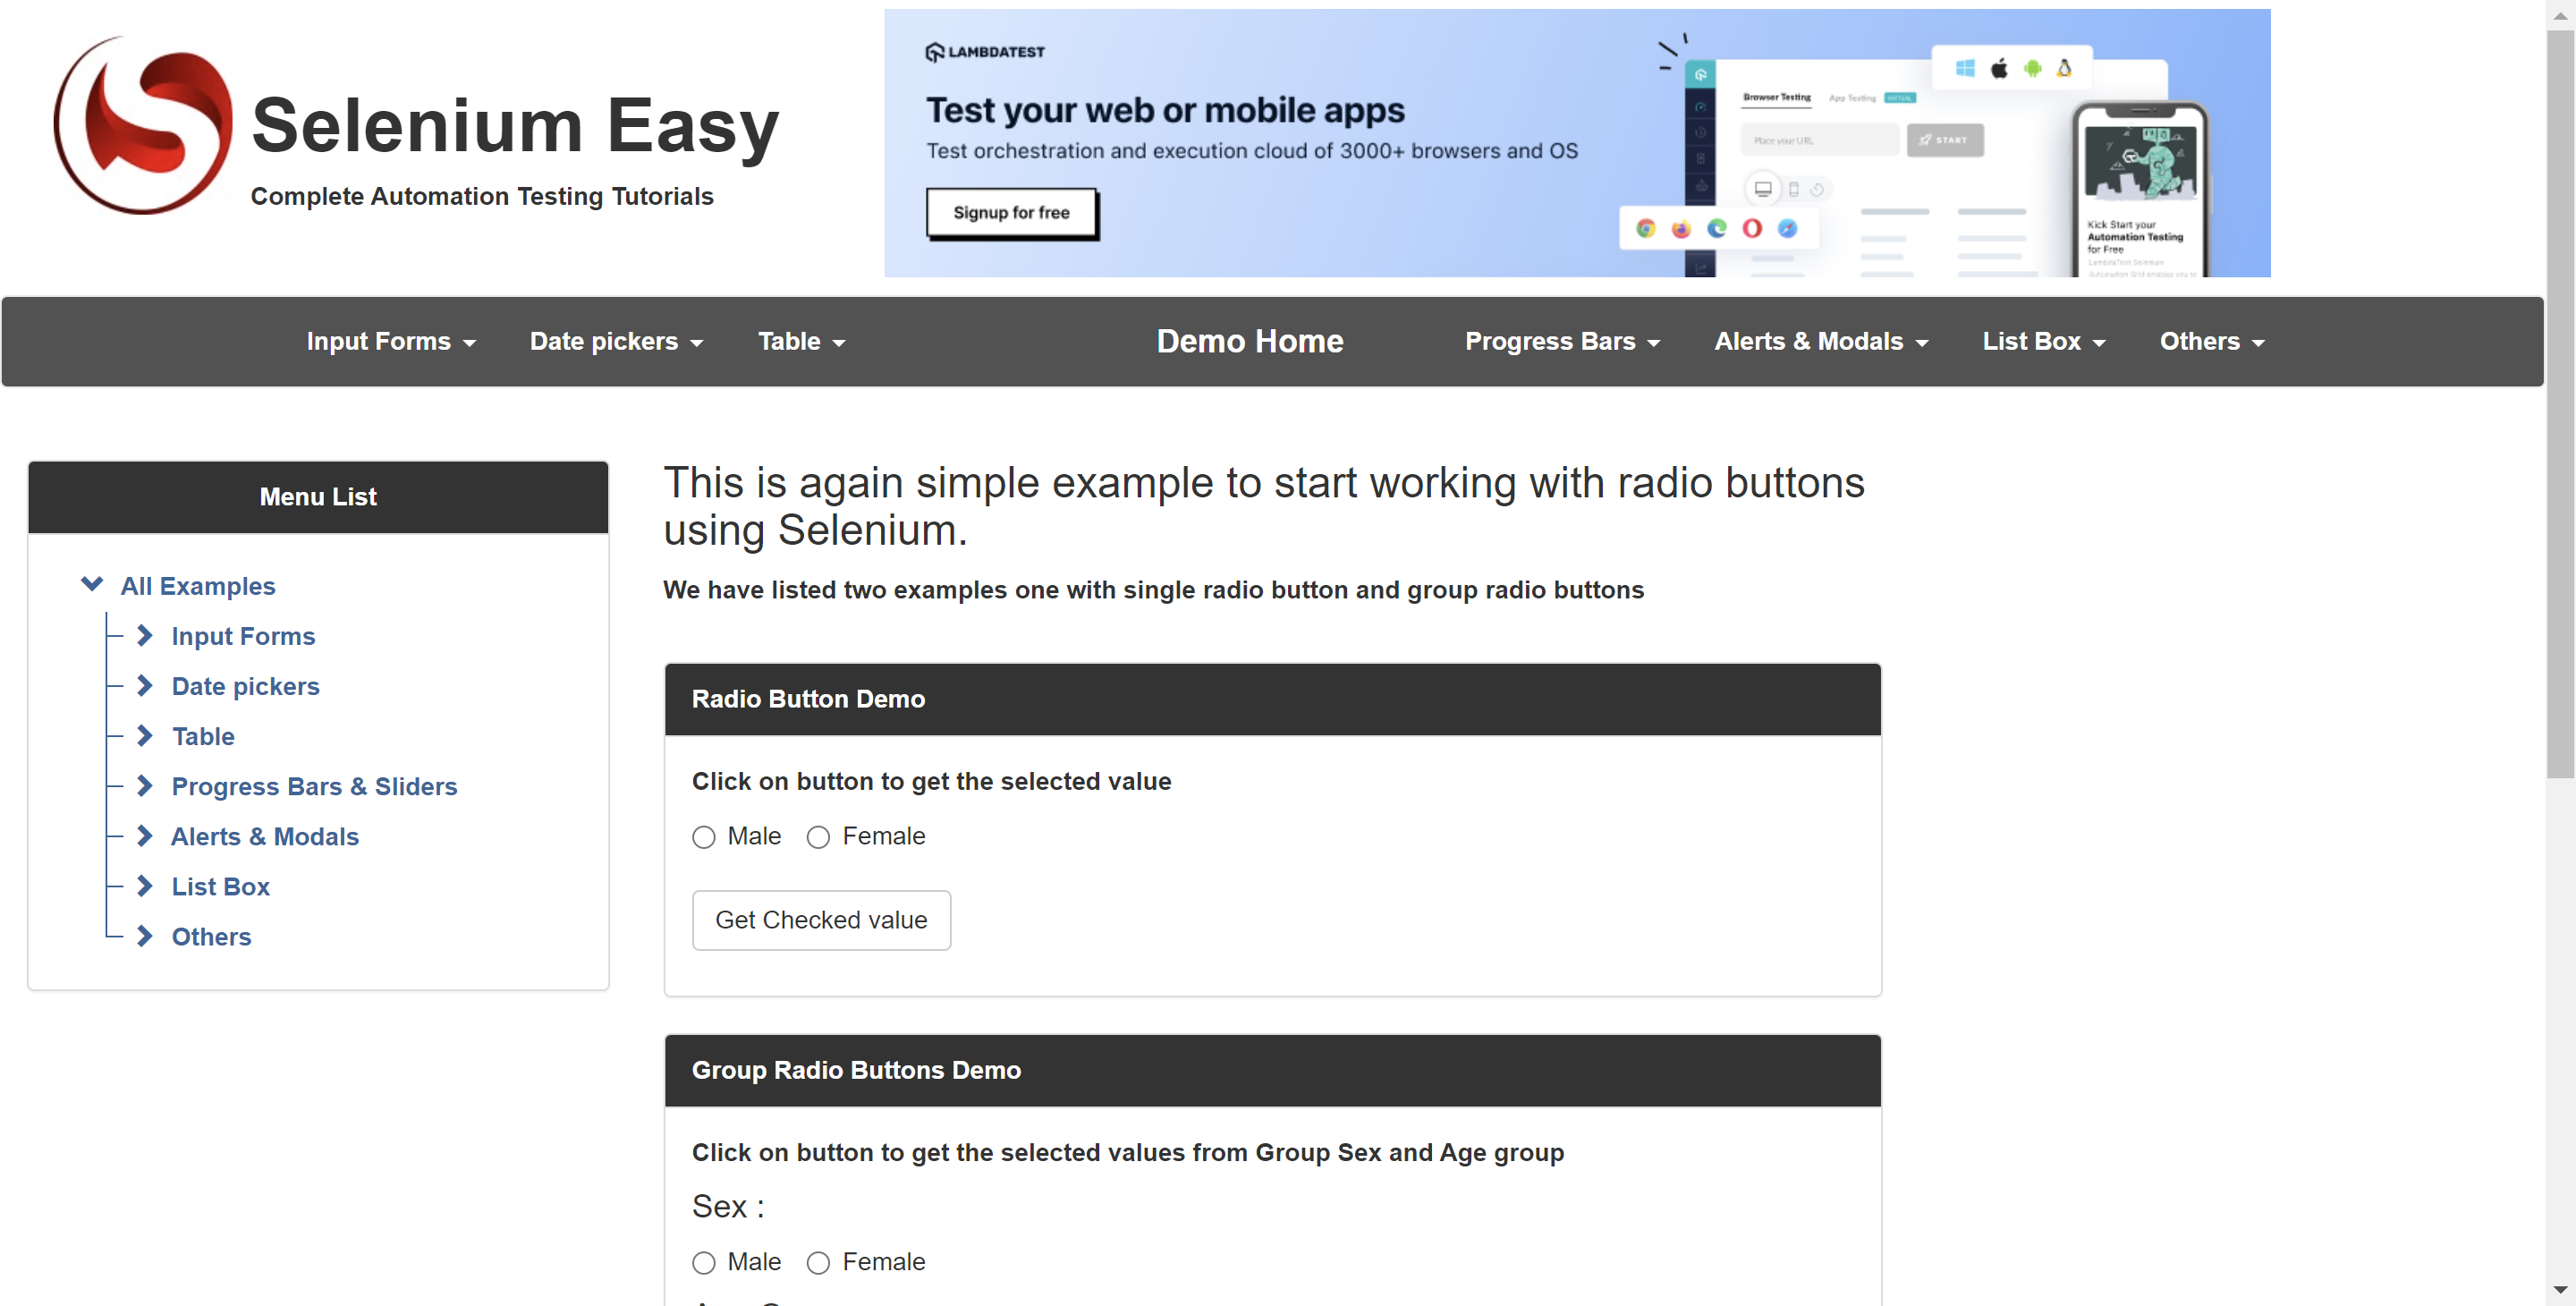 Selenium Easy
Complete Automation Testing Tutorials
LAMBDATEST
Test your web or mobile apps
Test orchestration and execution cloud of 3000+ browsers and OS
Signup for free
Browser Testing App Testing VIRTUAL
Place your URL START
Kick Start your
Automation Testing
for Free
LambdaTest Selenium
Input Forms Date pickers Table Demo Home Progress Bars Alerts & Modals List Box Others
Menu List
All Examples
Input Forms
Date pickers
Table
Progress Bars & Sliders
Alerts & Modals
List Box
Others
This is again simple example to start working with radio buttons
using Selenium.
We have listed two examples one with single radio button and group radio buttons
Radio Button Demo
Click on button to get the selected value
Male Female
Get Checked value
Group Radio Buttons Demo
Click on button to get the selected values from Group Sex and Age group
Sex :
Male Female